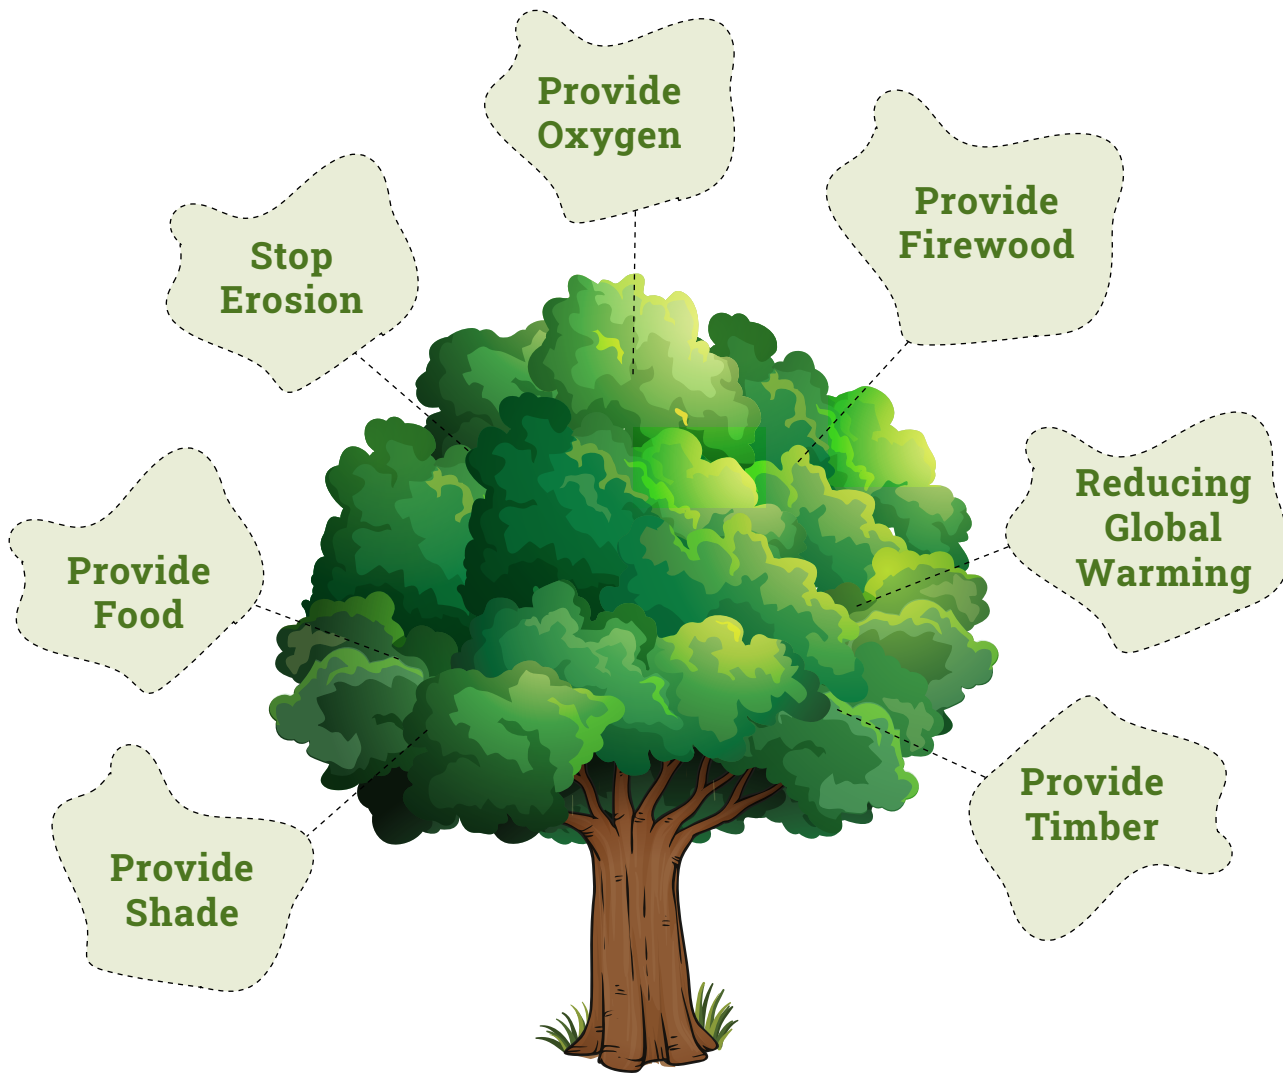 Provide
Oxygen
Provide
Firewood
Stop
Erosion
Reducing
Global
Warming
Provide
Food
Provide
Timber
Provide
Shade